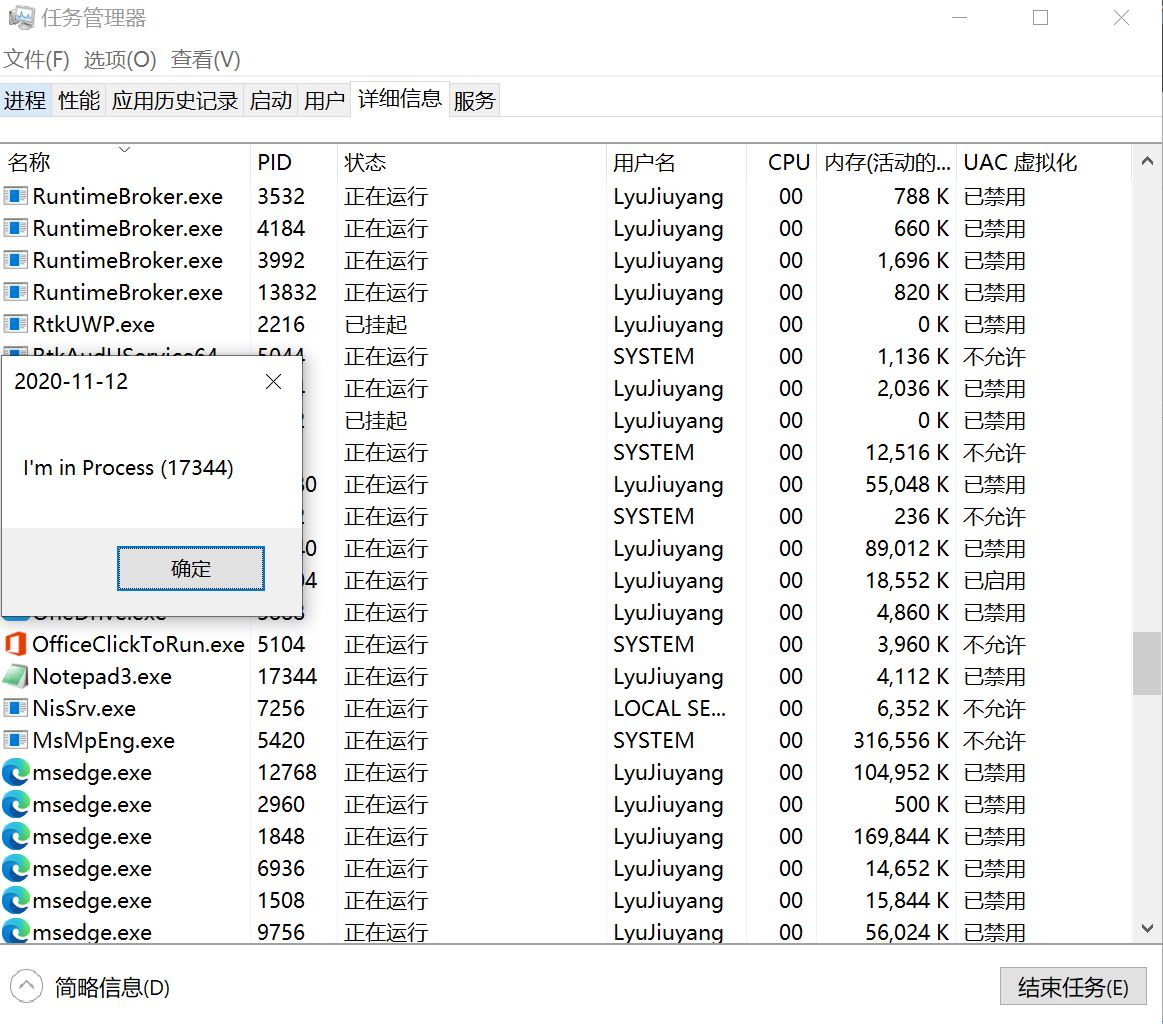 任务管理器
文件(F) 选项(O) 查看(V)
进程 性能 应用历史记录 启动 用户 详细信息 服务
名称 PID 状态 用户名 CPU 内存(活动的... UAC 虚拟化
RuntimeBroker.exe 3532 正在运行 LyuJiuyang 00 788 K 已禁用
RuntimeBroker.exe 4184 正在运行 LyuJiuyang 00 660 K 已禁用
RuntimeBroker.exe 3992 正在运行 LyuJiuyang 00 1,696 K 已禁用
RuntimeBroker.exe 13832 正在运行 LyuJiuyang 00 820 K 已禁用
RtkUWP.exe 2216 已挂起 LyuJiuyang 00 0 K 已禁用
RtkAudUService64 5044 正在运行 SYSTEM 00 1,136 K 不允许
正在运行 LyuJiuyang 00 2,036 K 已禁用
已挂起 LyuJiuyang 00 0 K 已禁用
正在运行 SYSTEM 00 12,516 K 不允许
正在运行 LyuJiuyang 00 55,048 K 已禁用
正在运行 SYSTEM 00 236 K 不允许
正在运行 LyuJiuyang 00 89,012 K 已禁用
正在运行 LyuJiuyang 00 18,552 K 已启用
OneDrive.exe 正在运行 LyuJiuyang 00 4,860 K 已禁用
OfficeClickToRun.exe 5104 正在运行 SYSTEM 00 3,960 K 不允许
Notepad3.exe 17344 正在运行 LyuJiuyang 00 4,112 K 已禁用
NisSrv.exe 7256 正在运行 LOCAL SE... 00 6,352 K 不允许
MsMpEng.exe 5420 正在运行 SYSTEM 00 316,556 K 不允许
msedge.exe 12768 正在运行 LyuJiuyang 00 104,952 K 已禁用
msedge.exe 2960 正在运行 LyuJiuyang 00 500 K 已禁用
msedge.exe 1848 正在运行 LyuJiuyang 00 169,844 K 已禁用
msedge.exe 6936 正在运行 LyuJiuyang 00 14,652 K 已禁用
msedge.exe 1508 正在运行 LyuJiuyang 00 15,844 K 已禁用
msedge.exe 9756 正在运行 LyuJiuyang 00 56,024 K 已禁用
2020-11-12
I'm in Process (17344)
确定
简略信息(D)
结束任务(E)